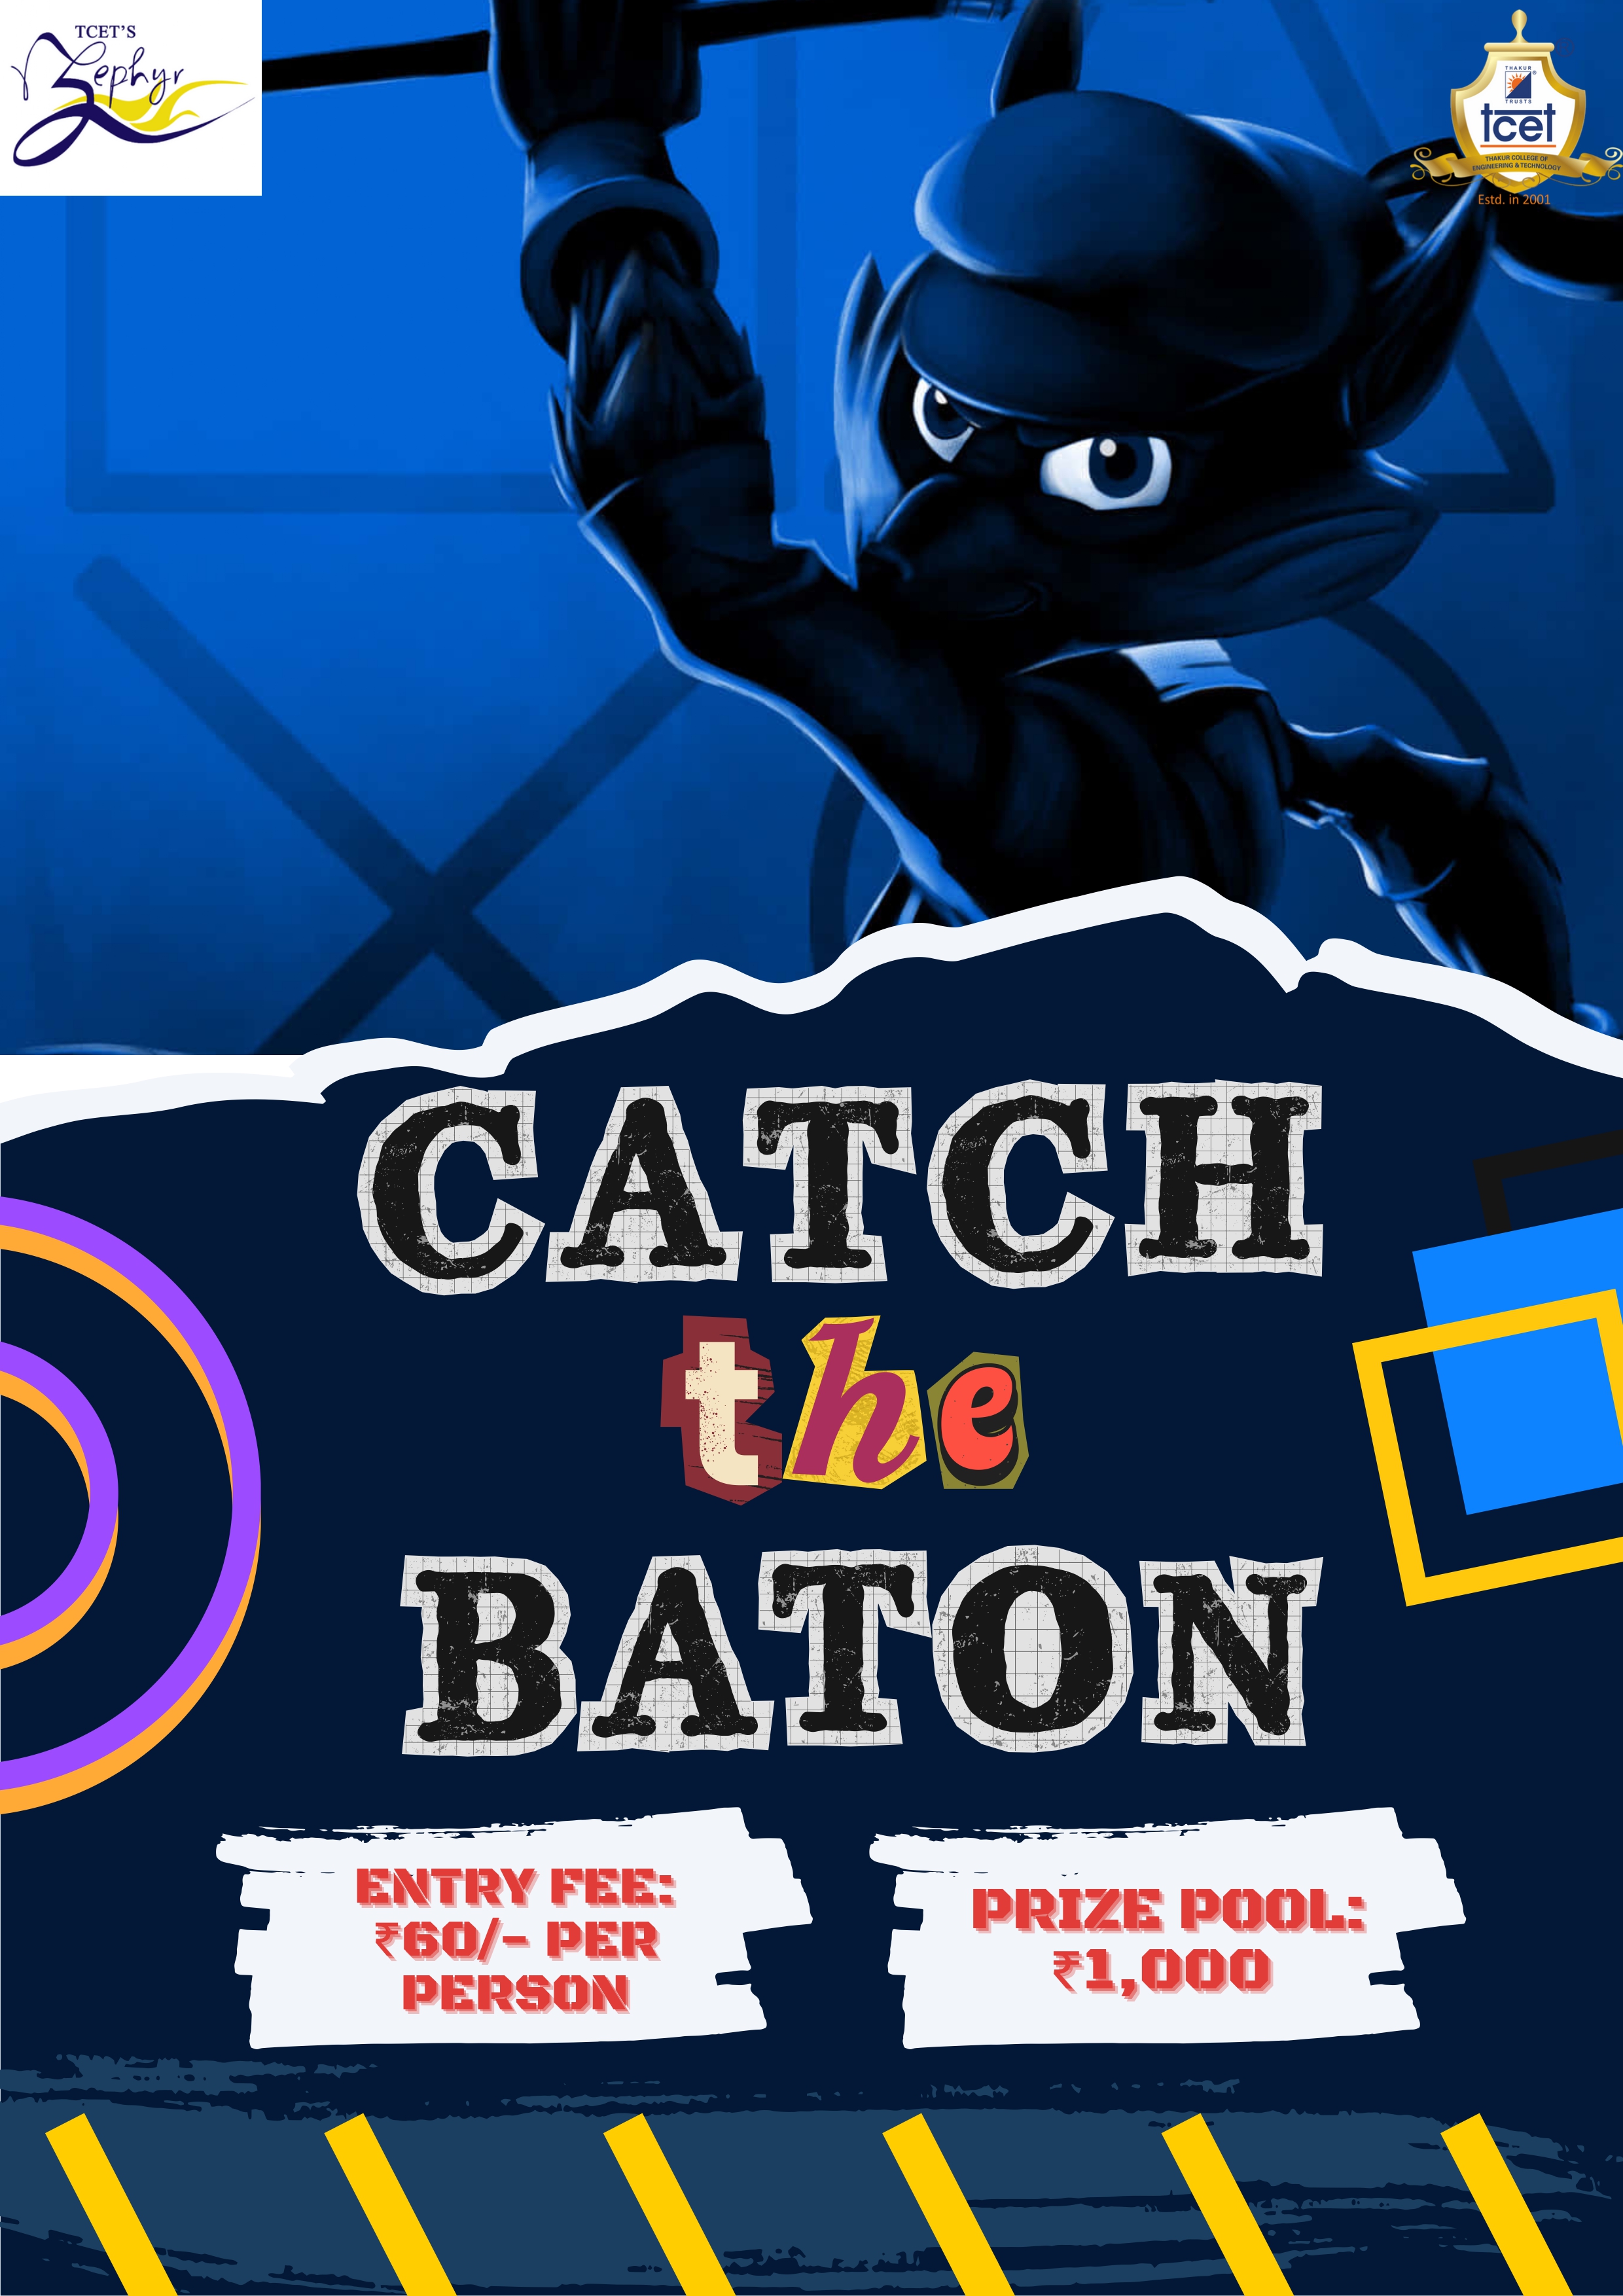 TCET'S
Zephyr
THAKUR
TRUSTS
tcet
THAKUR COLLEGE OF
ENGINEERING & TECHNOLOGY
Estd. in 2001
CATCH
the
BATON
ENTRY FEE:
₹60/- PER
PERSON
PRIZE POOL:
₹1,000